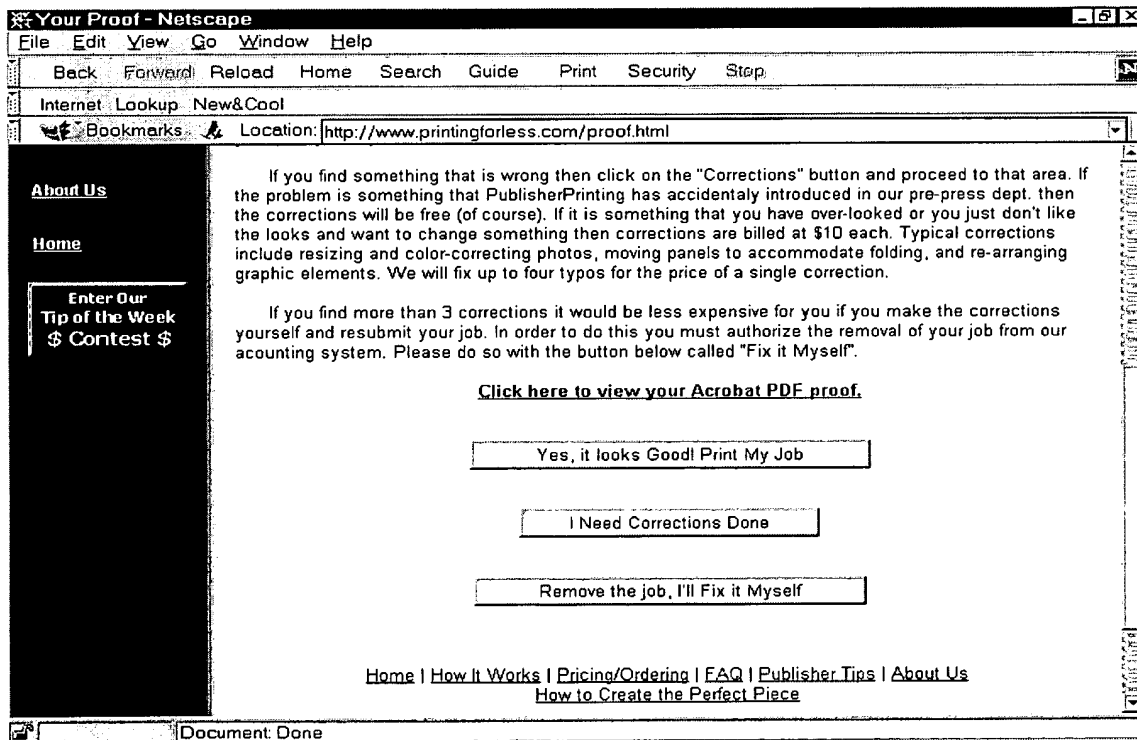 Your Proof - Netscape
File Edit View Go Window Help
Back Forward Reload Home Search Guide Print Security Stop
Internet Lookup New&Cool
Bookmarks Location: http://www.printingforless.com/proof.html
About Us
Home
Enter Our
Tip of the Week
$ Contest $
If you find something that is wrong then click on the "Corrections" button and proceed to that area. If
the problem is something that PublisherPrinting has accidentaly introduced in our pre-press dept. then
the corrections will be free (of course). If it is something that you have over-looked or you just don't like
the looks and want to change something then corrections are billed at $10 each. Typical corrections
include resizing and color-correcting photos, moving panels to accommodate folding, and re-arranging
graphic elements. We will fix up to four typos for the price of a single correction.
If you find more than 3 corrections it would be less expensive for you if you make the corrections
yourself and resubmit your job. In order to do this you must authorize the removal of your job from our
acounting system. Please do so with the button below called "Fix it Myself".
Click here to view your Acrobat PDF proof.
Yes, it looks Good! Print My Job
I Need Corrections Done
Remove the job, I'll Fix it Myself
Home | How It Works | Pricing/Ordering | FAQ | Publisher Tips | About Us
How to Create the Perfect Piece
Document: Done